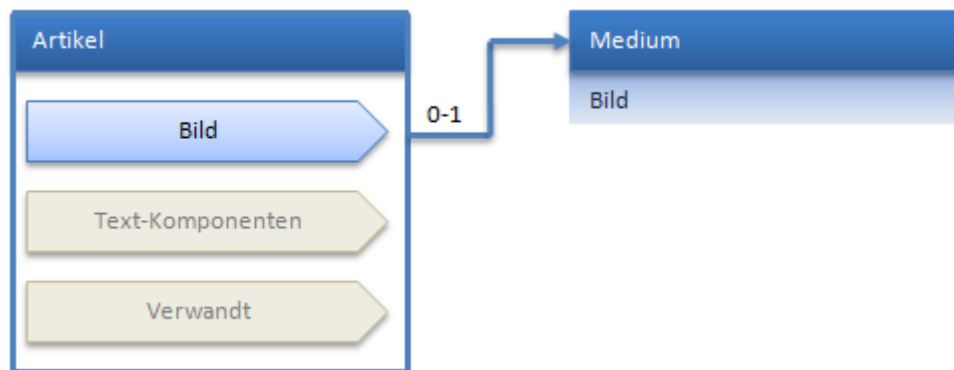 Artikel
Bild
Text-Komponenten
Verwandt
0-1
Medium
Bild